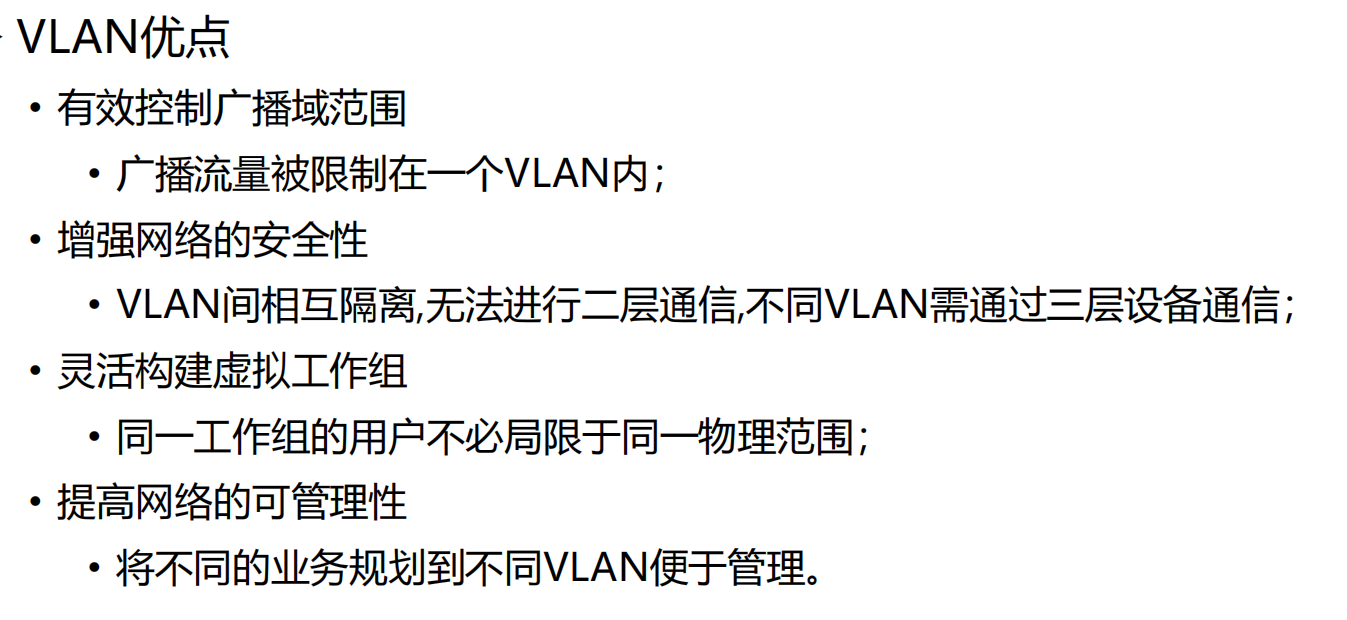 VLAN优点
• 有效控制广播域范围
• 广播流量被限制在一个VLAN内；
• 增强网络的安全性
• VLAN间相互隔离,无法进行二层通信,不同VLAN需通过三层设备通信；
• 灵活构建虚拟工作组
• 同一工作组的用户不必局限于同一物理范围；
• 提高网络的可管理性
• 将不同的业务规划到不同VLAN便于管理。